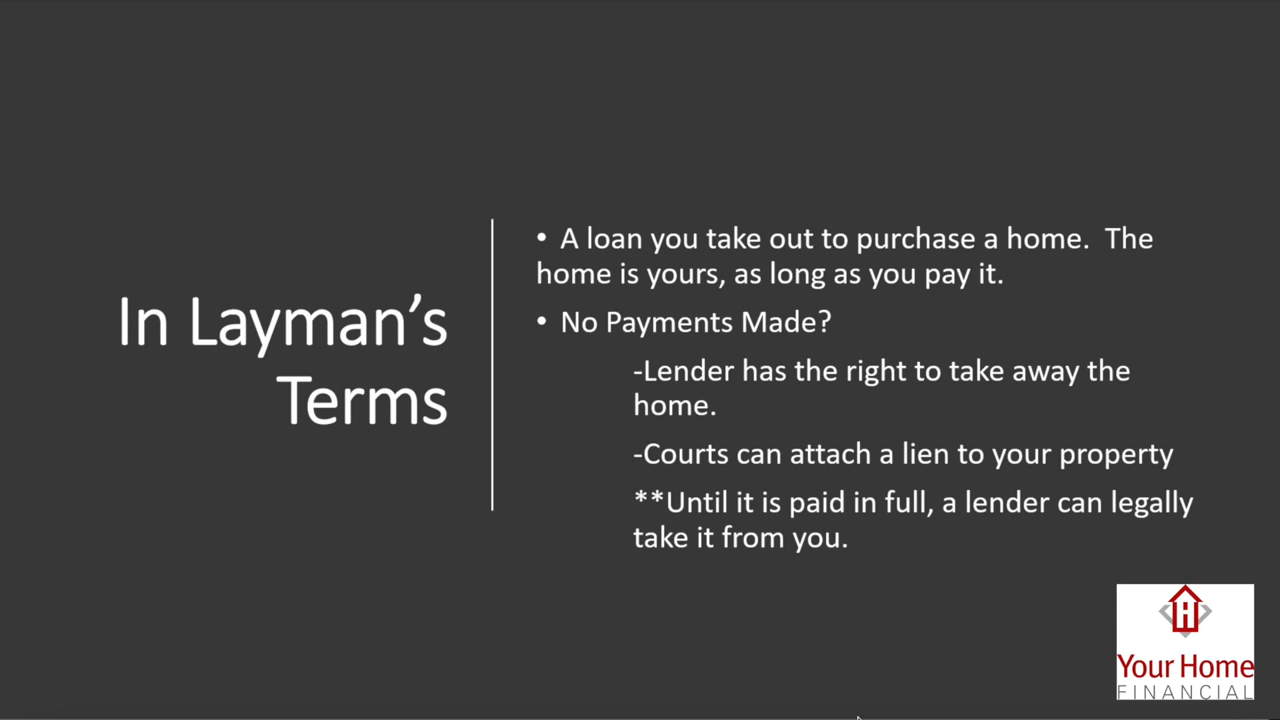 In Layman's
Terms
• A loan you take out to purchase a home.  The
home is yours, as long as you pay it.
• No Payments Made?
-Lender has the right to take away the
home.
-Courts can attach a lien to your property
**Until it is paid in full, a lender can legally
take it from you.
H
Your Home
FINANCIAL